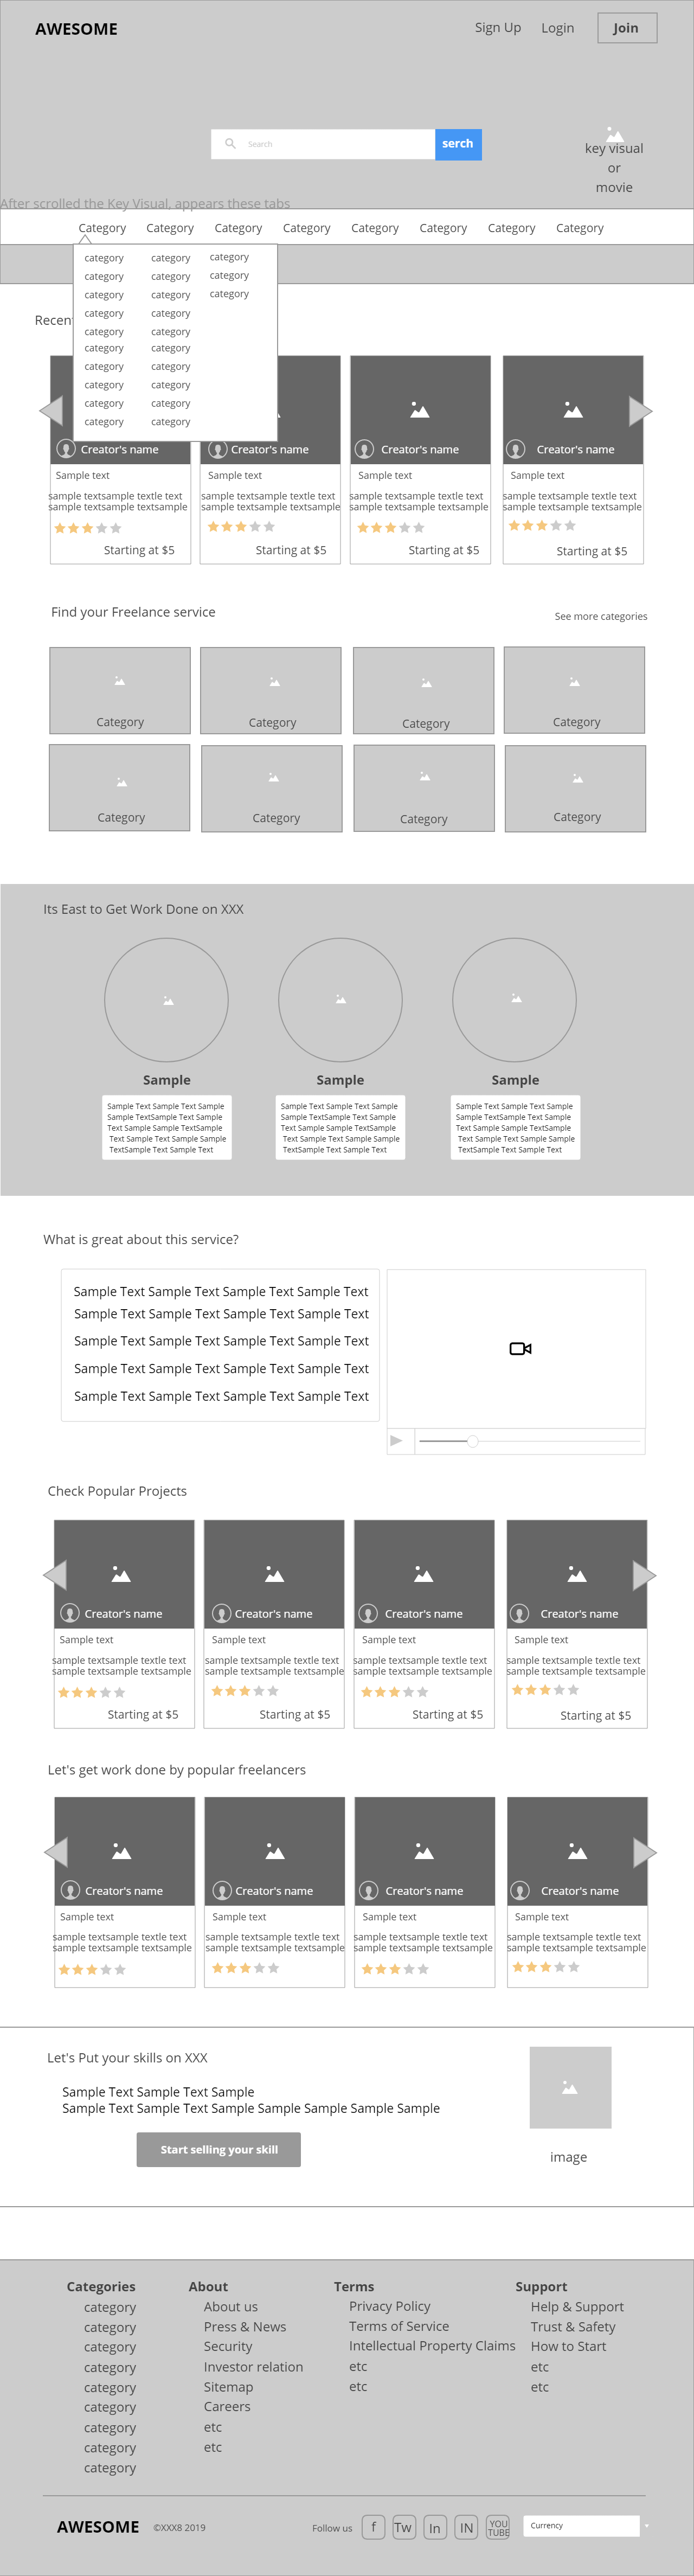 AWESOME
Sign Up Login Join
Search serch
key visual
or
movie
After scrolled the Key Visual, appears these tabs
Category Category Category Category Category Category Category Category
category category category
category category category
category category category
category category
category category
category category
category category
category category
category category
category category
Recent
Creator's name Creator's name Creator's name Creator's name
Sample text Sample text Sample text Sample text
sample textsample textle text sample textsample textle text sample textsample textle text sample textsample textle text
sample textsample textsample sample textsample textsample sample textsample textsample sample textsample textsample
Starting at $5 Starting at $5 Starting at $5 Starting at $5
Find your Freelance service
See more categories
Category Category Category Category
Category Category Category Category
Its East to Get Work Done on XXX
Sample Sample Sample
Sample Text Sample Text Sample Sample Text Sample Text Sample Sample Text Sample Text Sample
Sample TextSample Text Sample Sample TextSample Text Sample Sample TextSample Text Sample
Text Sample Text SampleText Sample Text Sample TextSample Text Sample Text SampleText Sample Text Sample TextSample
Text Sample Text Sample Sample Text Sample Text Sample Sample Text Sample Text Sample Sample
TextSample Text Sample Text TextSample Text Sample Text TextSample Text Sample Text
What is great about this service?
Sample Text Sample Text Sample Text Sample Text
Sample Text Sample Text Sample Text Sample Text
Sample Text Sample Text Sample Text Sample Text
Sample Text Sample Text Sample Text Sample Text
Sample Text Sample Text Sample Text Sample Text
Check Popular Projects
Creator's name Creator's name Creator's name Creator's name
Sample text Sample text Sample text Sample text
sample textsample textle text sample textsample textle text sample textsample textle text sample textsample textle text
sample textsample textsample sample textsample textsample sample textsample textsample sample textsample textsample
Starting at $5 Starting at $5 Starting at $5 Starting at $5
Let's get work done by popular freelancers
Creator's name Creator's name Creator's name Creator's name
Sample text Sample text Sample text Sample text
sample textsample textle text sample textsample textle text sample textsample textle text sample textsample textle text
sample textsample textsample sample textsample textsample sample textsample textsample sample textsample textsample
Let's Put your skills on XXX
Sample Text Sample Text Sample
Sample Text Sample Text Sample Sample Sample Sample Sample
Start selling your skill
image
Categories About Terms Support
category About us Privacy Policy Help & Support
category Press & News Terms of Service Trust & Safety
category Security Intellectual Property Claims How to Start
category Investor relation etc etc
category Sitemap etc etc
category Careers
category etc
category etc
category
AWESOME ©XXX8 2019 Follow us f Tw In IN YOU TUBE Currency